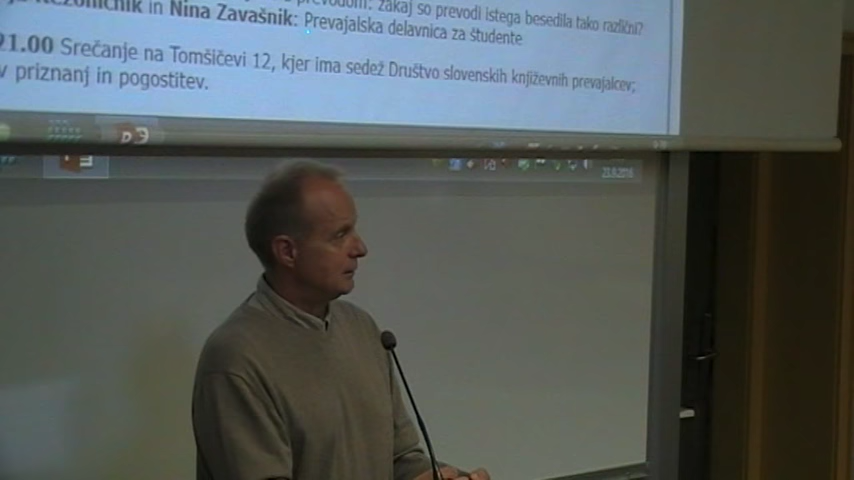 prevodom: zakaj so prevodi istega besedila tako različni?
in Nina Zavašnik: Prevajalska delavnica za študente
21.00 Srečanje na Tomšičevi 12, kjer ima sedež Društvo slovenskih književnih prevajalcev;
v priznanj in pogostitev.